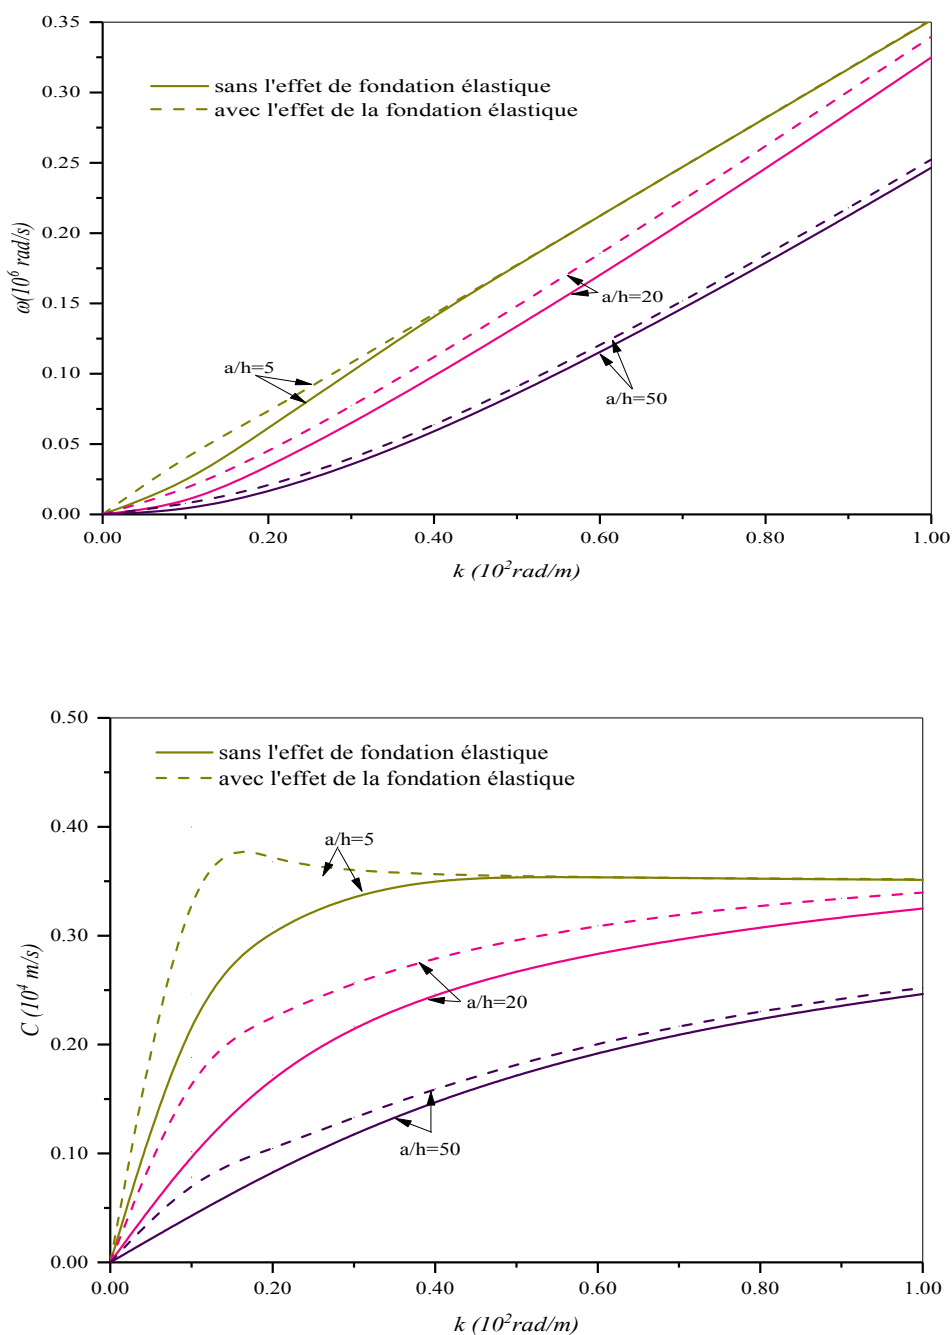 0.35
0.30
0.25
0.20
0.15
0.10
0.05
0.00
ω(10⁶ rad/s)
sans l'effet de fondation élastique
avec l'effet de la fondation élastique
a/h=20
a/h=5
a/h=50
0.00 0.20 0.40 0.60 0.80 1.00
k (10²rad/m)
0.50
0.40
0.30
0.20
0.10
0.00
C (10⁴ m/s)
sans l'effet de fondation élastique
avec l'effet de la fondation élastique
a/h=5
a/h=20
a/h=50
0.00 0.20 0.40 0.60 0.80 1.00
k (10²rad/m)